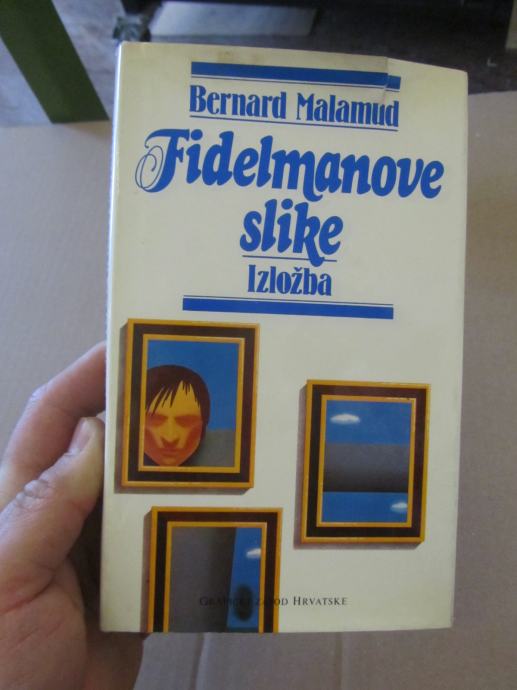 Bernard Malamud
Fidelmanove
slike
Izložba
GRAFIČKI ZAVOD HRVATSKE